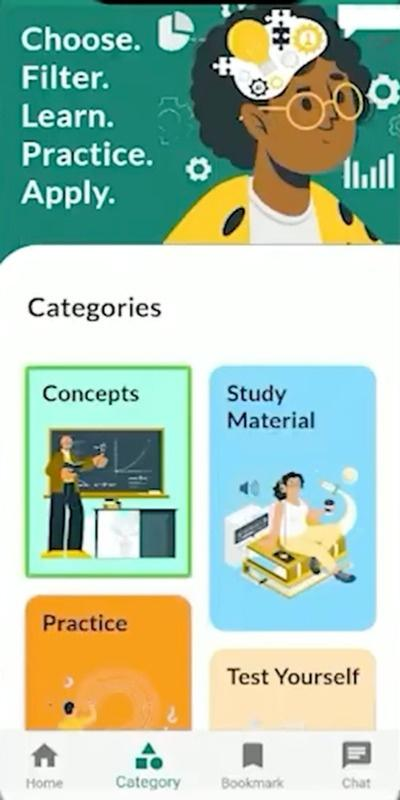 Choose.
Filter.
Learn.
Practice.
Apply.
Categories
Concepts
Study
Material
Practice
Test Yourself
Home
Category
Bookmark
Chat